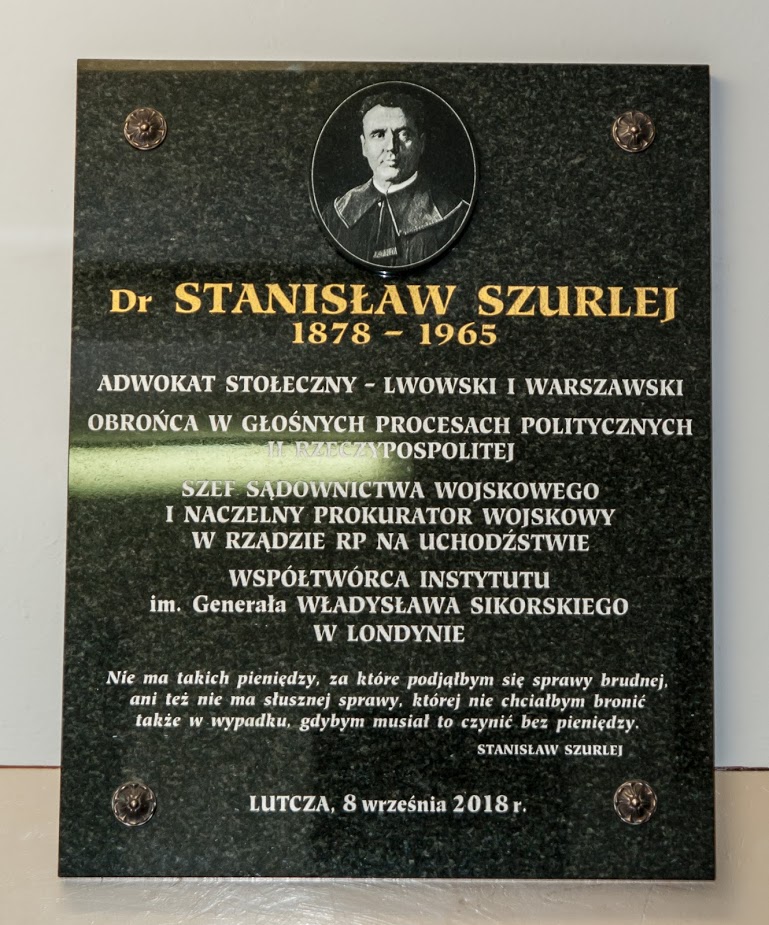 Dr STANISŁAW SZURLEJ
1878 – 1965
ADWOKAT STOŁECZNY - LWOWSKI I WARSZAWSKI
OBROŃCA W GŁOŚNYCH PROCESACH POLITYCZNYCH
II RZECZYPOSPOLITEJ
SZEF SĄDOWNICTWA WOJSKOWEGO
I NACZELNY PROKURATOR WOJSKOWY
W RZĄDZIE RP NA UCHODŹSTWIE
WSPÓŁTWÓRCA INSTYTUTU
im. Generała WŁADYSŁAWA SIKORSKIEGO
W LONDYNIE
Nie ma takich pieniędzy, za które podjąłbym się sprawy brudnej,
ani też nie ma słusznej sprawy, której nie chciałbym bronić
także w wypadku, gdybym musiał to czynić bez pieniędzy.
STANISŁAW SZURLEJ
LUTCZA, 8 września 2018 r.